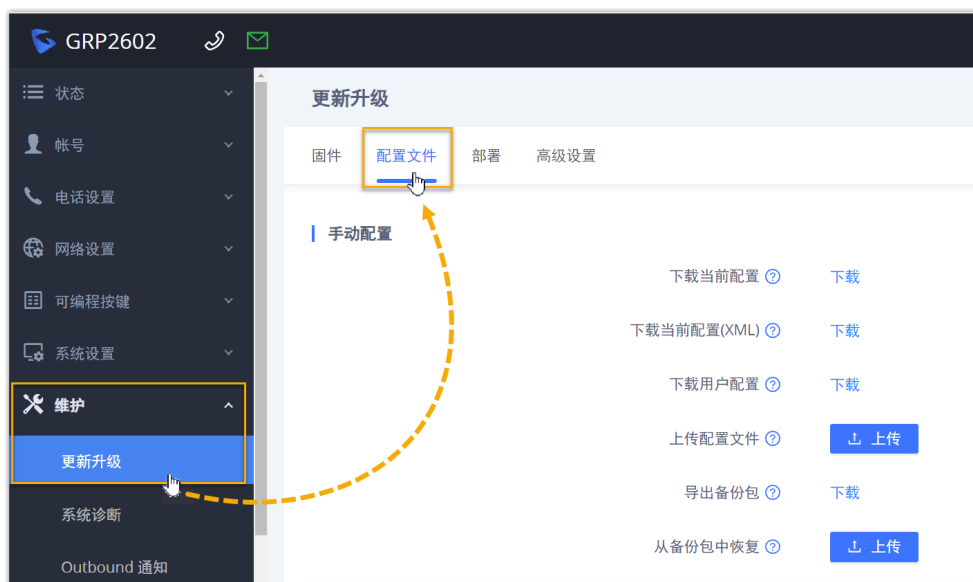 GRP2602
状态
帐号
电话设置
网络设置
可编程按键
系统设置
维护
更新升级
系统诊断
Outbound 通知
更新升级
固件 配置文件 部署 高级设置
手动配置
下载当前配置 ? 下载
下载当前配置(XML) ? 下载
下载用户配置 ? 下载
上传配置文件 ? 上传
导出备份包 ? 下载
从备份包中恢复 ? 上传